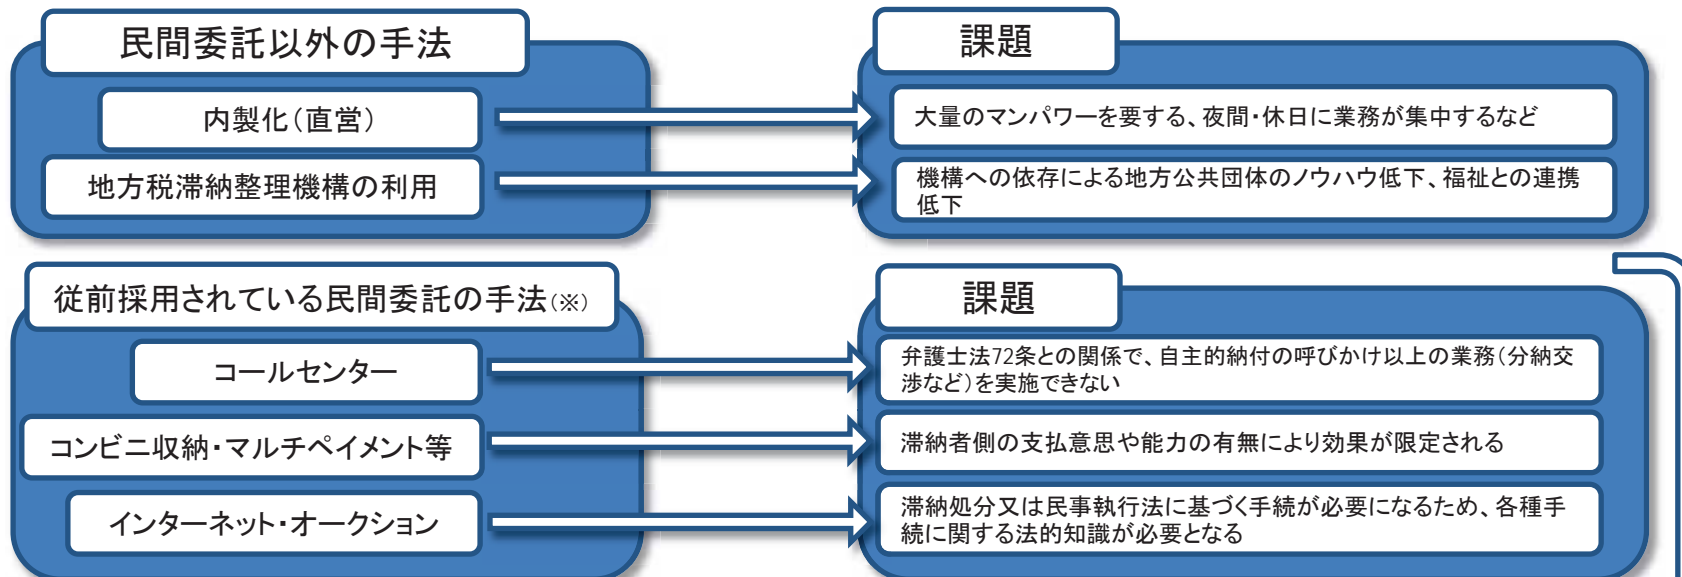 民間委託以外の手法
課題
内製化（直営）
大量のマンパワーを要する、夜間・休日に業務が集中するなど
地方税滞納整理機構の利用
機構への依存による地方公共団体のノウハウ低下、福祉との連携
低下
従前採用されている民間委託の手法（※）
課題
コールセンター
弁護士法72条との関係で、自主的納付の呼びかけ以上の業務（分納交
渉など）を実施できない
コンビニ収納・マルチペイメント等
滞納者側の支払意思や能力の有無により効果が限定される
インターネット・オークション
滞納処分又は民事執行法に基づく手続が必要になるため、各種手
続に関する法的知識が必要となる